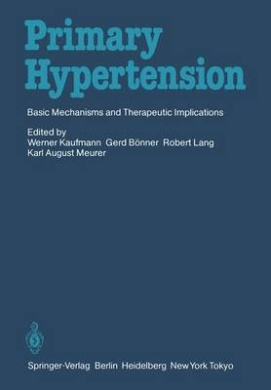 Primary
Hypertension
Basic Mechanisms and Therapeutic Implications
Edited by
Werner Kaufmann Gerd Bönner Robert Lang
Karl August Meurer
Springer-Verlag Berlin Heidelberg New York Tokyo